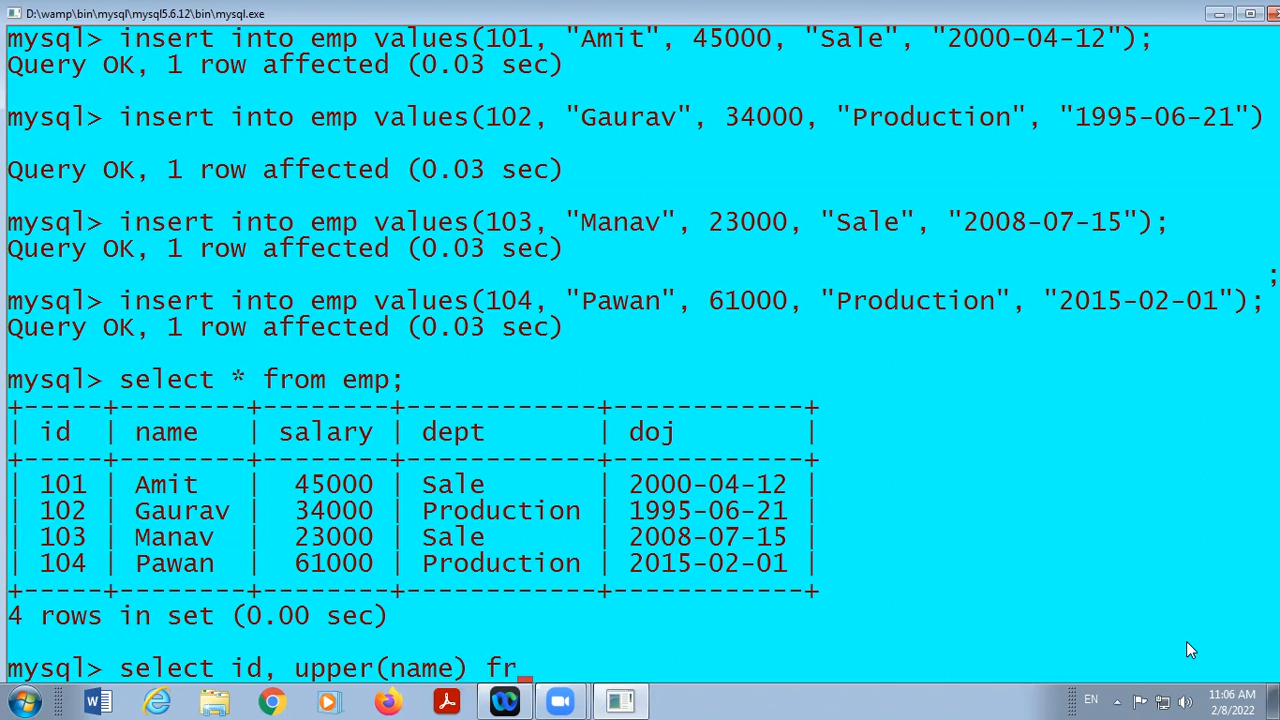 D:\wamp\bin\mysql\mysql5.6.12\bin\mysql.exe
mysql> insert into emp values(101, "Amit", 45000, "Sale", "2000-04-12");
Query OK, 1 row affected (0.03 sec)
mysql> insert into emp values(102, "Gaurav", 34000, "Production", "1995-06-21")
Query OK, 1 row affected (0.03 sec)
mysql> insert into emp values(103, "Manav", 23000, "Sale", "2008-07-15");
Query OK, 1 row affected (0.03 sec)
;
mysql> insert into emp values(104, "Pawan", 61000, "Production", "2015-02-01");
Query OK, 1 row affected (0.03 sec)
mysql> select * from emp;
+-----+--------+--------+------------+------------+
| id  | name   | salary | dept       | doj        |
+-----+--------+--------+------------+------------+
| 101 | Amit   |  45000 | Sale       | 2000-04-12 |
| 102 | Gaurav |  34000 | Production | 1995-06-21 |
| 103 | Manav  |  23000 | Sale       | 2008-07-15 |
| 104 | Pawan  |  61000 | Production | 2015-02-01 |
+-----+--------+--------+------------+------------+
4 rows in set (0.00 sec)
mysql> select id, upper(name) fr_
EN
11:06 AM
2/8/2022